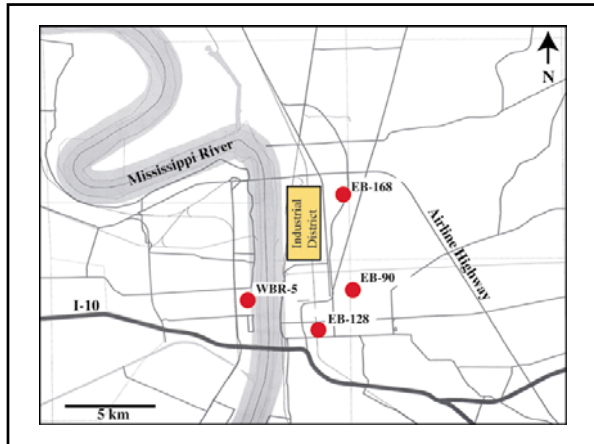 N
Mississippi River
EB-168
Industrial
District
Airline Highway
EB-90
WBR-5
I-10
EB-128
5 km